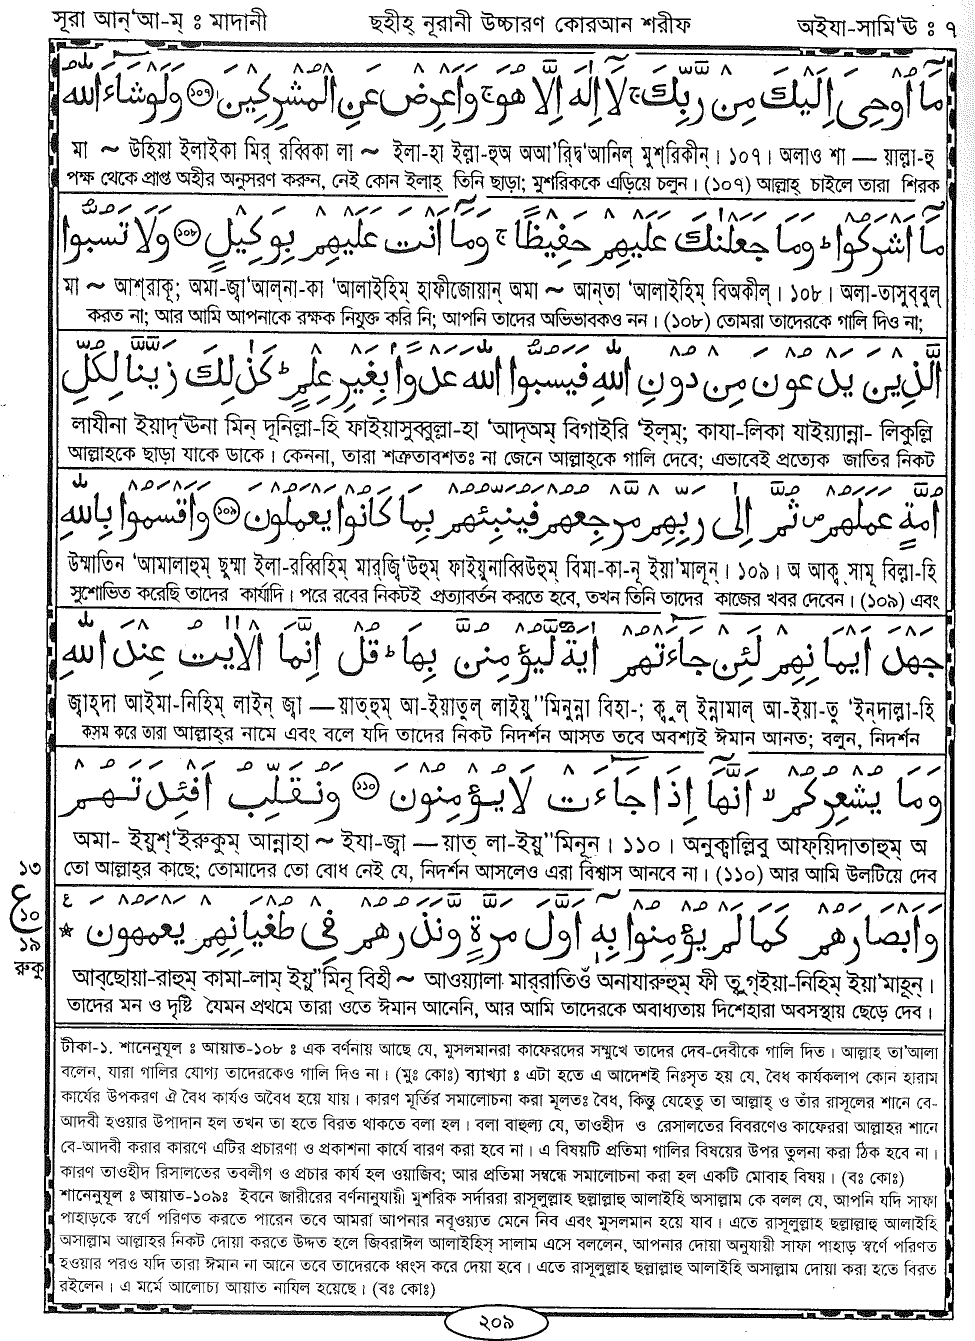 সূরা আন্‌'আ-ম্ ঃ মাদানী ছহীহ্ নূরানী উচ্চারণ কোরআন শরীফ অইযা-সামি'ঊ ঃ ৭
مَاۤ اُوْحِيَ اِلَيْكَ مِنْ رَّبِّكَ ۚ لَاۤ اِلٰهَ اِلَّا هُوَ ۚ وَاَعْرِضْ عَنِ الْمُشْرِكِيْنَ ۝١٠٧ وَلَوْ شَاءَ اللّٰهُ
মা ~ উহিয়া ইলাইকা মির্ রব্বিকা লা ~ ইলা-হা ইল্লা-হুঅ অআ'রিদ্ব্'আনিল্ মুশ্‌রিকীন্। ১০৭। অলাও শা — য়াল্লা-হু
পক্ষ থেকে প্রাপ্ত অহীর অনুসরণ করুন, নেই কোন ইলাহ্ তিনি ছাড়া; মুশরিককে এড়িয়ে চলুন। (১০৭) আল্লাহ্ চাইলে তারা শিরক
مَاۤ اَشْرَكُوْا ؕ وَمَا جَعَلْنٰكَ عَلَيْهِمْ حَفِيْظًا ۚ وَمَاۤ اَنْتَ عَلَيْهِمْ بِوَكِيْلٍ ۝١٠٨ وَلَا تَسُبُّوا
মা ~ আশ্‌রাকূ; অমা-জ্বা'আল্‌না-কা 'আলাইহিম্ হাফীজোয়ান্ অমা ~ আন্‌তা 'আলাইহিম্ বিঅকীল্। ১০৮। অলা-তাসুব্‌বুল্
করত না; আর আমি আপনাকে রক্ষক নিযুক্ত করি নি; আপনি তাদের অভিভাবকও নন। (১০৮) তোমরা তাদেরকে গালি দিও না;
الَّذِيْنَ يَدْعُوْنَ مِنْ دُوْنِ اللّٰهِ فَيَسُبُّوا اللّٰهَ عَدْوًا بِغَيْرِ عِلْمٍ ؕ كَذٰلِكَ زَيَّنَّا لِكُلِّ
লাযীনা ইয়াদ্'ঊনা মিন্ দূনিল্লা-হি ফাইয়াসুব্বুল্লা-হা 'আদ্‌অম্ বিগাইরি 'ইল্‌ম্; কাযা-লিকা যাইয়্যান্না- লিকুল্লি
আল্লাহকে ছাড়া যাকে ডাকে। কেননা, তারা শত্রুতাবশতঃ না জেনে আল্লাহ্‌কে গালি দেবে; এভাবেই প্রত্যেক জাতির নিকট
اُمَّةٍ عَمَلَهُمْ ۪ ثُمَّ اِلٰى رَبِّهِمْ مَّرْجِعُهُمْ فَيُنَبِّئُهُمْ بِمَا كَانُوْا يَعْمَلُوْنَ ۝١٠٩ وَاَقْسَمُوْا بِاللّٰهِ
উম্মাতিন্ 'আমালাহুম্ ছুম্মা ইলা-রব্বিহিম্ মার্‌জ্বি'উহুম্ ফাইয়ুনাব্বিউহুম্ বিমা-কা-নূ ইয়া'মালূন্। ১০৯। অ আক্ব্‌সামূ বিল্লা-হি
সুশোভিত করেছি তাদের কার্যাদি। পরে রবের নিকটই প্রত্যাবর্তন করতে হবে, তখন তিনি তাদের কাজের খবর দেবেন। (১০৯) এবং
جَهْدَ اَيْمَانِهِمْ لَئِنْ جَآءَتْهُمْ اٰيَةٌ لَّيُؤْمِنُنَّ بِهَا ؕ قُلْ اِنَّمَا الْاٰيٰتُ عِنْدَ اللّٰهِ
জ্বাহ্‌দা আইমা-নিহিম্ লাইন্ জ্বা — য়াত্‌হুম্ আ-ইয়াতুল্ লাইয়ু"মিনুন্না বিহা-; ক্বুল্ ইন্নামাল্ আ-ইয়া-তু 'ইন্দাল্লা-হি
কসম করে তারা আল্লাহ্‌র নামে এবং বলে যদি তাদের নিকট নিদর্শন আসত তবে অবশ্যই ঈমান আনত; বলুন, নিদর্শন
وَمَا يُشْعِرُكُمْ ۙ اَنَّهَاۤ اِذَا جَآءَتْ لَا يُؤْمِنُوْنَ ۝١١٠ وَنُقَلِّبُ اَفْئِدَتَهُمْ
অমা- ইয়ুশ্'ইরুকুম্ আন্নাহা ~ ইযা-জ্বা — য়াত্ লা-ইয়ু"মিনূন্। ১১০। অনুক্বাল্লিবু আফ্‌য়িদাতাহুম্ অ
তো আল্লাহ্‌র কাছে; তোমাদের তো বোধ নেই যে, নিদর্শন আসলেও এরা বিশ্বাস আনবে না। (১১০) আর আমি উলটিয়ে দেব
১৩
ع
১০
১৯
রুকু
وَاَبْصَارَهُمْ كَمَا لَمْ يُؤْمِنُوْا بِهٖۤ اَوَّلَ مَرَّةٍ وَّنَذَرُهُمْ فِيْ طُغْيَانِهِمْ يَعْمَهُوْنَ
আব্‌ছোয়া-রাহুম্ কামা-লাম্ ইয়ু"মিনূ বিহী ~ আওয়্যালা মার্‌রাতিওঁ অনাযারুহুম্ ফী তুগ্‌ইয়া-নিহিম্ ইয়া'মাহূন্।
তাদের মন ও দৃষ্টি যৈমন প্রথমে তারা ওতে ঈমান আনেনি, আর আমি তাদেরকে অবাধ্যতায় দিশেহারা অবস্থায় ছেড়ে দেব।
টীকা-১. শানেনুযূল ঃ আয়াত-১০৮ ঃ এক বর্ণনায় আছে যে, মুসলমানরা কাফেরদের সম্মুখে তাদের দেব-দেবীকে গালি দিত। আল্লাহ তা'আলা
বলেন, যারা গালির যোগ্য তাদেরকেও গালি দিও না। (মুঃ কোঃ) ব্যাখ্যা ঃ এটা হতে এ আদেশই নিঃসৃত হয় যে, বৈধ কার্যকলাপ কোন হারাম
কার্যের উপকরণ ঐ বৈধ কার্যও অবৈধ হয়ে যায়। কারণ মূর্তির সমালোচনা করা মূলতঃ বৈধ, কিন্তু যেহেতু তা আল্লাহ ও তাঁর রাসূলের শানে বে-
আদবী হওয়ার উপাদান হল তখন তা হতে বিরত থাকতে বলা হল। বলা বাহুল্য যে, তাওহীদ ও রেসালতের বিবরণেও কাফেররা আল্লাহর শানে
বে-আদবী করার কারণে এটির প্রচারণা ও প্রকাশনা কার্যে বারণ করা হবে না। এ বিষয়টি প্রতিমা গালির বিষয়ের উপর তুলনা করা ঠিক হবে না।
কারণ তাওহীদ রিসালতের তবলীগ ও প্রচার কার্য হল ওয়াজিব; আর প্রতিমা সম্বন্ধে সমালোচনা করা হল একটি মোবাহ বিষয়। (বঃ কোঃ)
শানেনুযূল ঃ আয়াত-১০৯ঃ ইবনে জারীরের বর্ণনানুযায়ী মুশরিক সর্দাররা রাসূলুল্লাহ ছল্লাল্লাহু আলাইহি অসাল্লাম কে বলল যে, আপনি যদি সাফা
পাহাড়কে স্বর্ণে পরিণত করতে পারেন তবে আমরা আপনার নবূওয়্যত মেনে নিব এবং মুসলমান হয়ে যাব। এতে রাসূলুল্লাহ ছল্লাল্লাহু আলাইহি
অসাল্লাম আল্লাহর নিকট দোয়া করতে উদ্দত হলে জিবরাঈল আলাইহিস্ সালাম এসে বললেন, আপনার দোয়া অনুযায়ী সাফা পাহাড় স্বর্ণে পরিণত
হওয়ার পরও যদি তারা ঈমান না আনে তবে তাদেরকে ধ্বংস করে দেয়া হবে। এতে রাসূলুল্লাহ ছল্লাল্লাহু আলাইহি অসাল্লাম দোয়া করা হতে বিরত
রইলেন। এ মর্মে আলোচ্য আয়াত নাযিল হয়েছে। (বঃ কোঃ)
২০৯